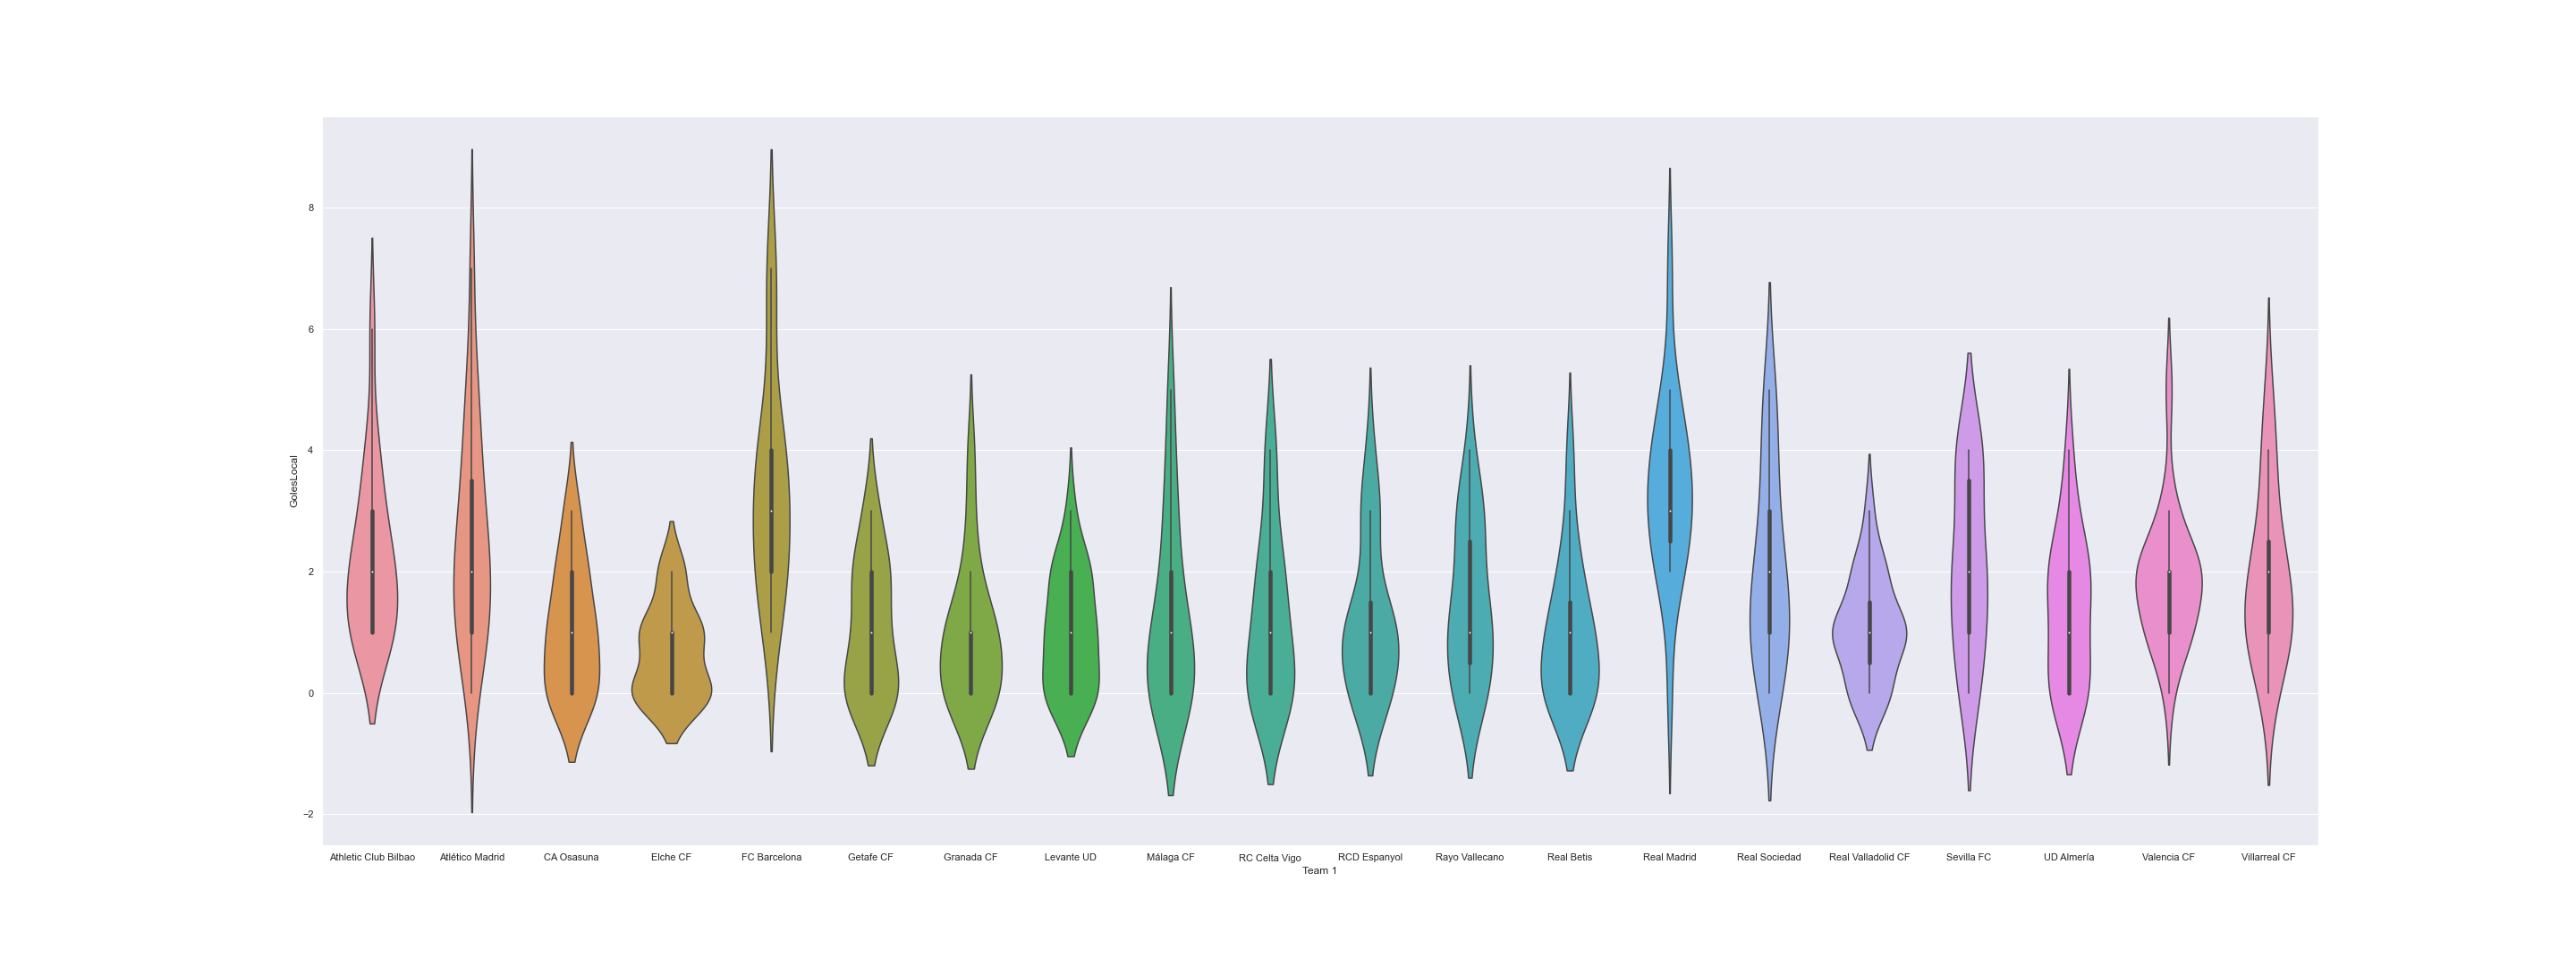 8
6
4
2
0
−2
GolesLocal
Athletic Club Bilbao Atlético Madrid CA Osasuna Elche CF FC Barcelona Getafe CF Granada CF Levante UD Málaga CF RC Celta Vigo RCD Espanyol Rayo Vallecano Real Betis Real Madrid Real Sociedad Real Valladolid CF Sevilla FC UD Almería Valencia CF Villarreal CF
Team 1